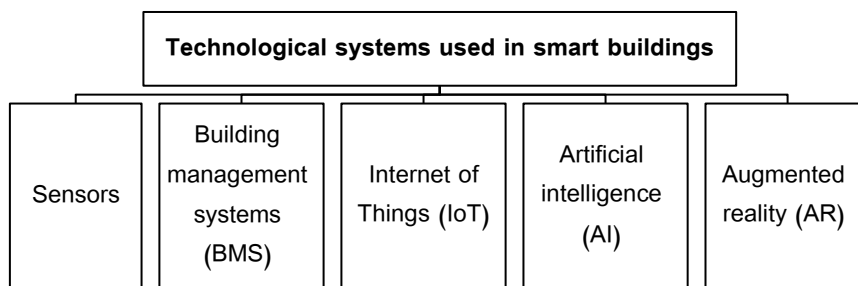 Technological systems used in smart buildings
Sensors
Building
management
systems
(BMS)
Internet of
Things (IoT)
Artificial
intelligence
(AI)
Augmented
reality (AR)